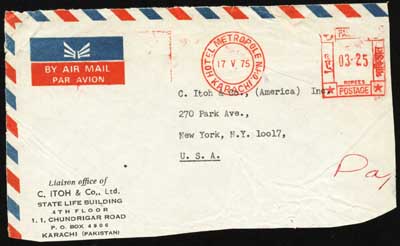 BY AIR MAIL
PAR AVION
HOTEL METROPOLE
17 V 75
KARACHI
03·25
RUPEES
POSTAGE
C. Itoh & Co., (America) Inc
270 Park Ave.,
New York, N.Y. 10017,
U. S. A.
Liaison office of
C. ITOH & Co., Ltd.
STATE LIFE BUILDING
4TH FLOOR
1. 1, CHUNDRIGAR ROAD
P. O. BOX 4906
KARACHI (PAKISTAN)